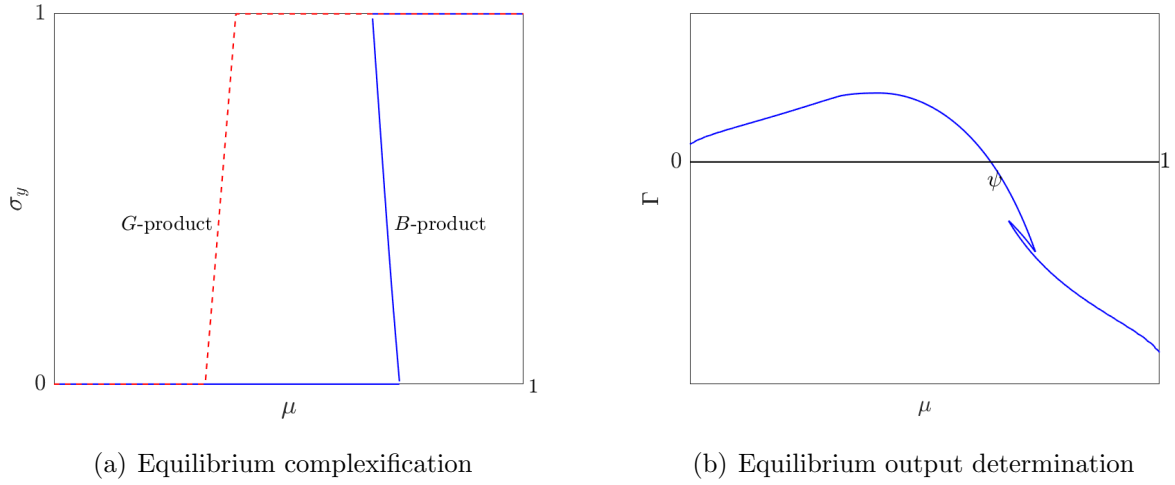 1
σ_y
G-product
B-product
0
1
μ
(a) Equilibrium complexification
0
1
ψ
Γ
μ
(b) Equilibrium output determination